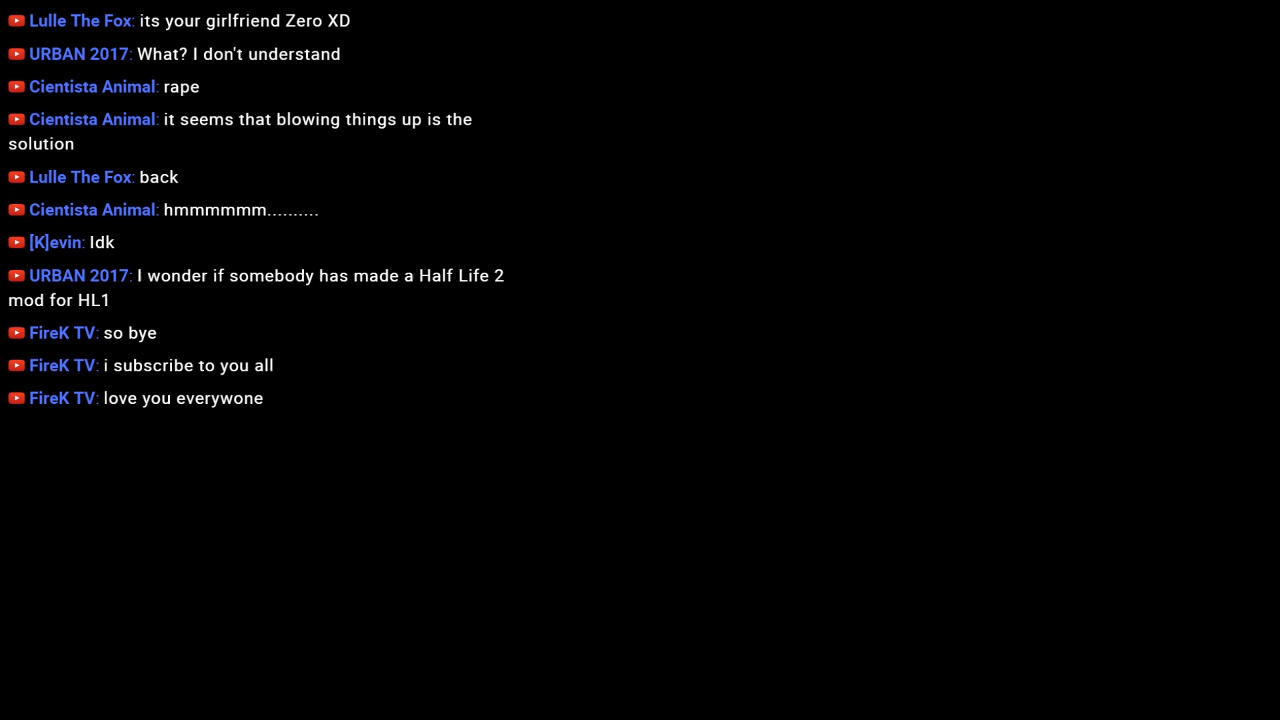 Lulle The Fox: its your girlfriend Zero XD
URBAN 2017: What? I don't understand
Cientista Animal: rape
Cientista Animal: it seems that blowing things up is the
solution
Lulle The Fox: back
Cientista Animal: hmmmmmm..........
[K]evin: Idk
URBAN 2017: I wonder if somebody has made a Half Life 2
mod for HL1
FireK TV: so bye
FireK TV: i subscribe to you all
FireK TV: love you everywone